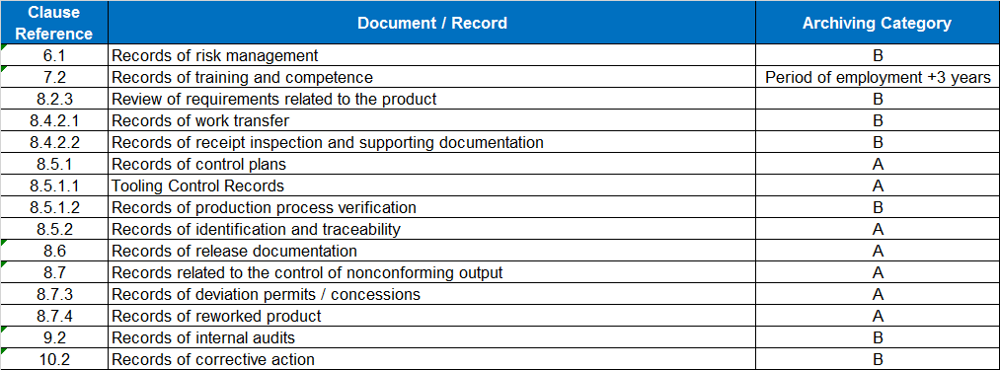 Clause Reference Document / Record Archiving Category
6.1 Records of risk management B
7.2 Records of training and competence Period of employment +3 years
8.2.3 Review of requirements related to the product B
8.4.2.1 Records of work transfer B
8.4.2.2 Records of receipt inspection and supporting documentation B
8.5.1 Records of control plans A
8.5.1.1 Tooling Control Records A
8.5.1.2 Records of production process verification B
8.5.2 Records of identification and traceability A
8.6 Records of release documentation A
8.7 Records related to the control of nonconforming output A
8.7.3 Records of deviation permits / concessions A
8.7.4 Records of reworked product A
9.2 Records of internal audits B
10.2 Records of corrective action B